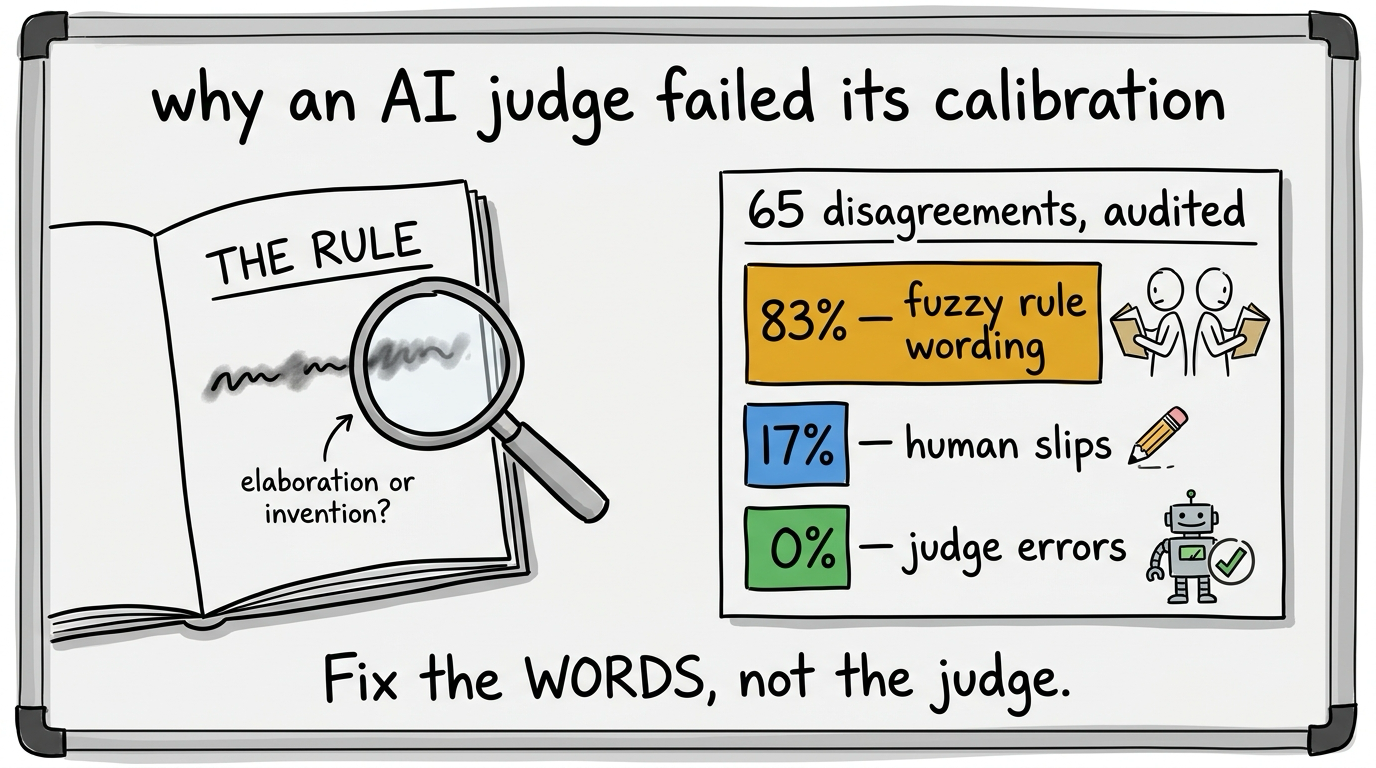 why an AI judge failed its calibration
THE RULE
elaboration or
invention?
65 disagreements, audited
83% — fuzzy rule
wording
17% — human slips
0% — judge errors
Fix the WORDS, not the judge.